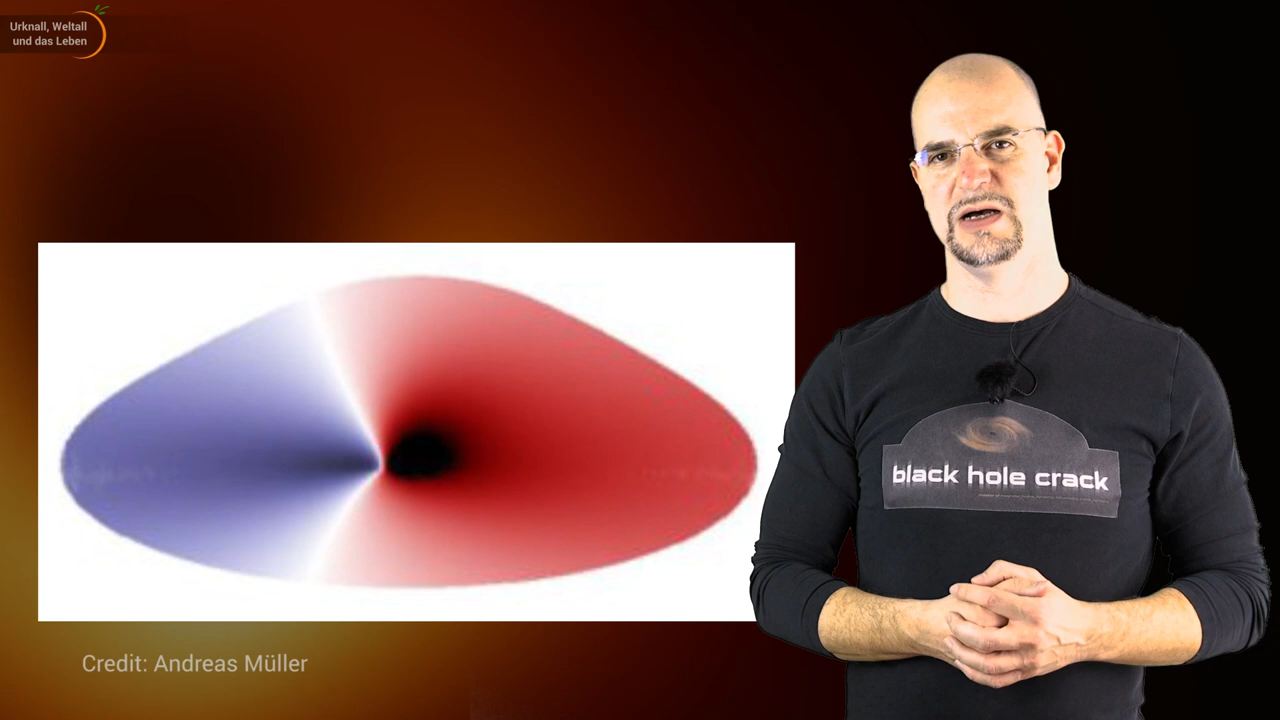 Urknall, Weltall
und das Leben
black hole crack
Credit: Andreas Müller